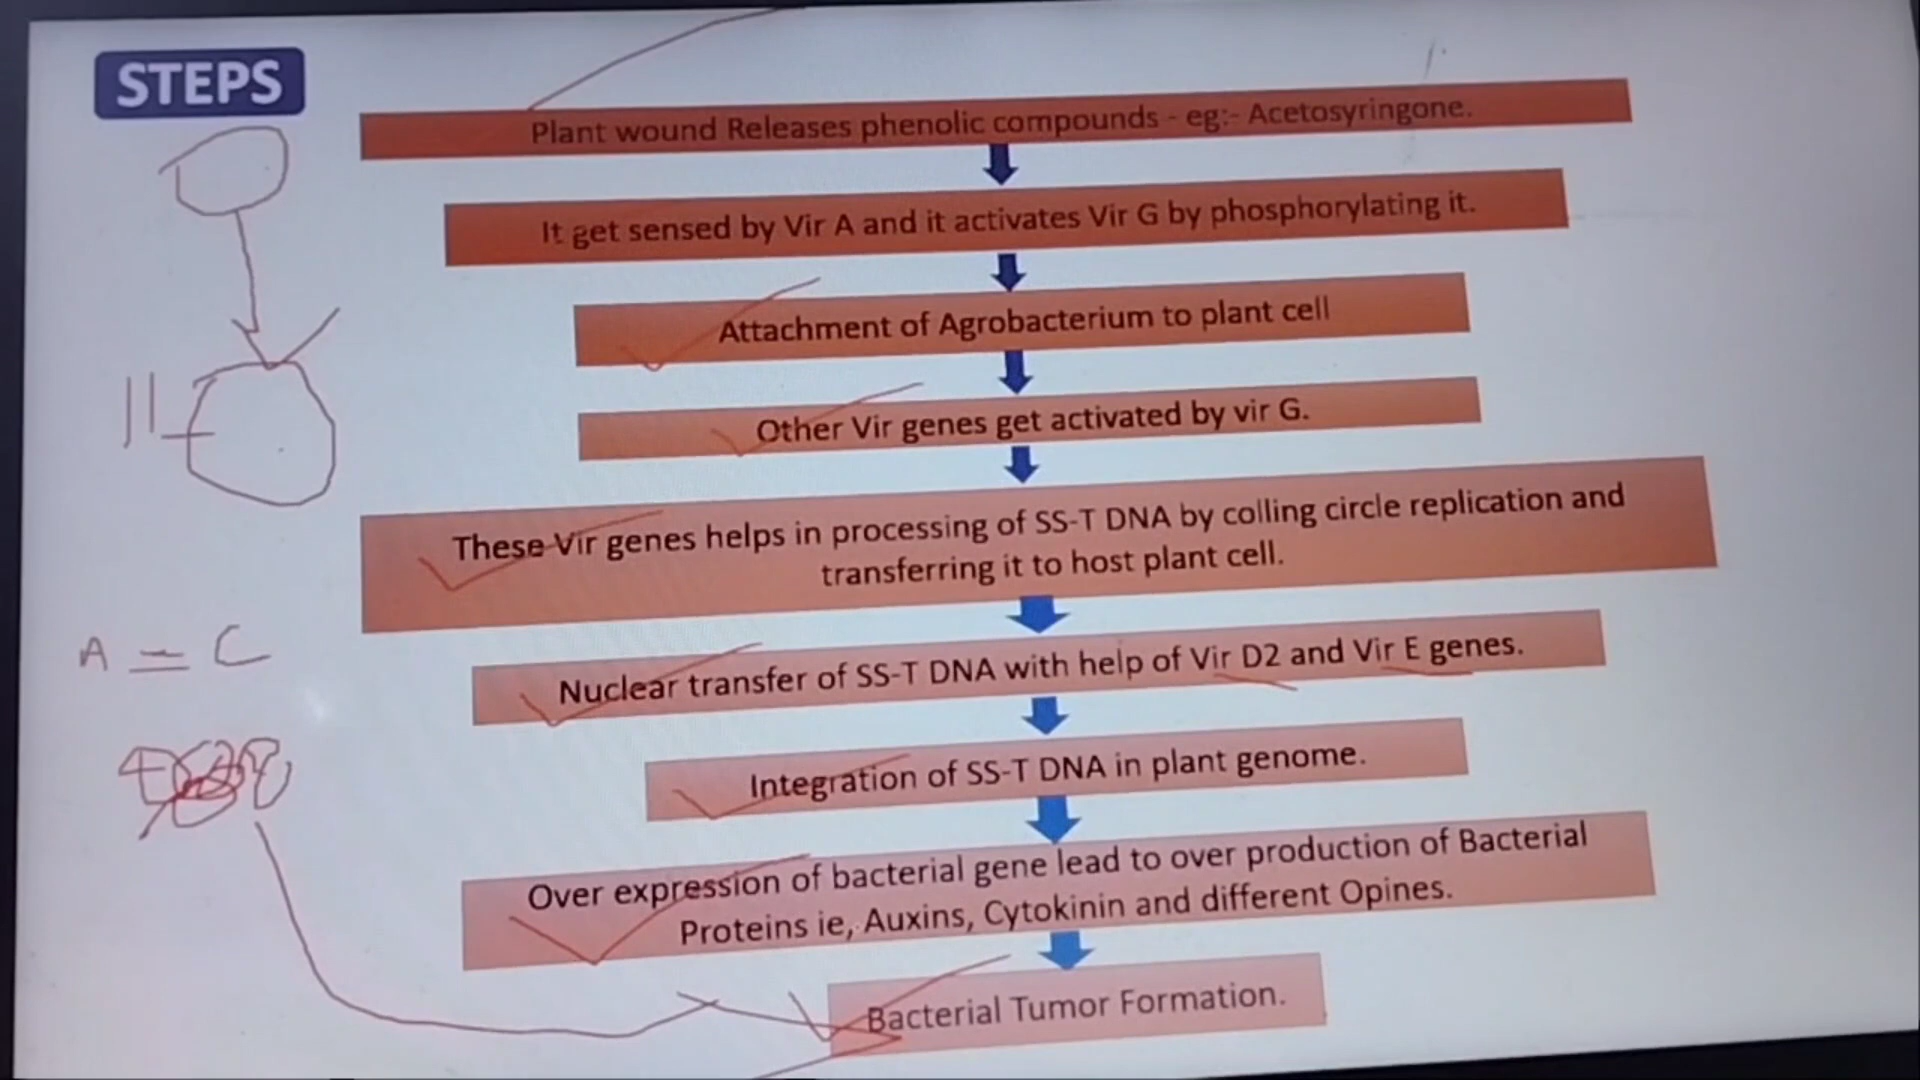 STEPS
Plant wound Releases phenolic compounds - eg:- Acetosyringone.
It get sensed by Vir A and it activates Vir G by phosphorylating it.
Attachment of Agrobacterium to plant cell
Other Vir genes get activated by vir G.
These Vir genes helps in processing of SS-T DNA by colling circle replication and
transferring it to host plant cell.
Nuclear transfer of SS-T DNA with help of Vir D2 and Vir E genes.
Integration of SS-T DNA in plant genome.
Over expression of bacterial gene lead to over production of Bacterial
Proteins ie, Auxins, Cytokinin and different Opines.
Bacterial Tumor Formation.
A = C